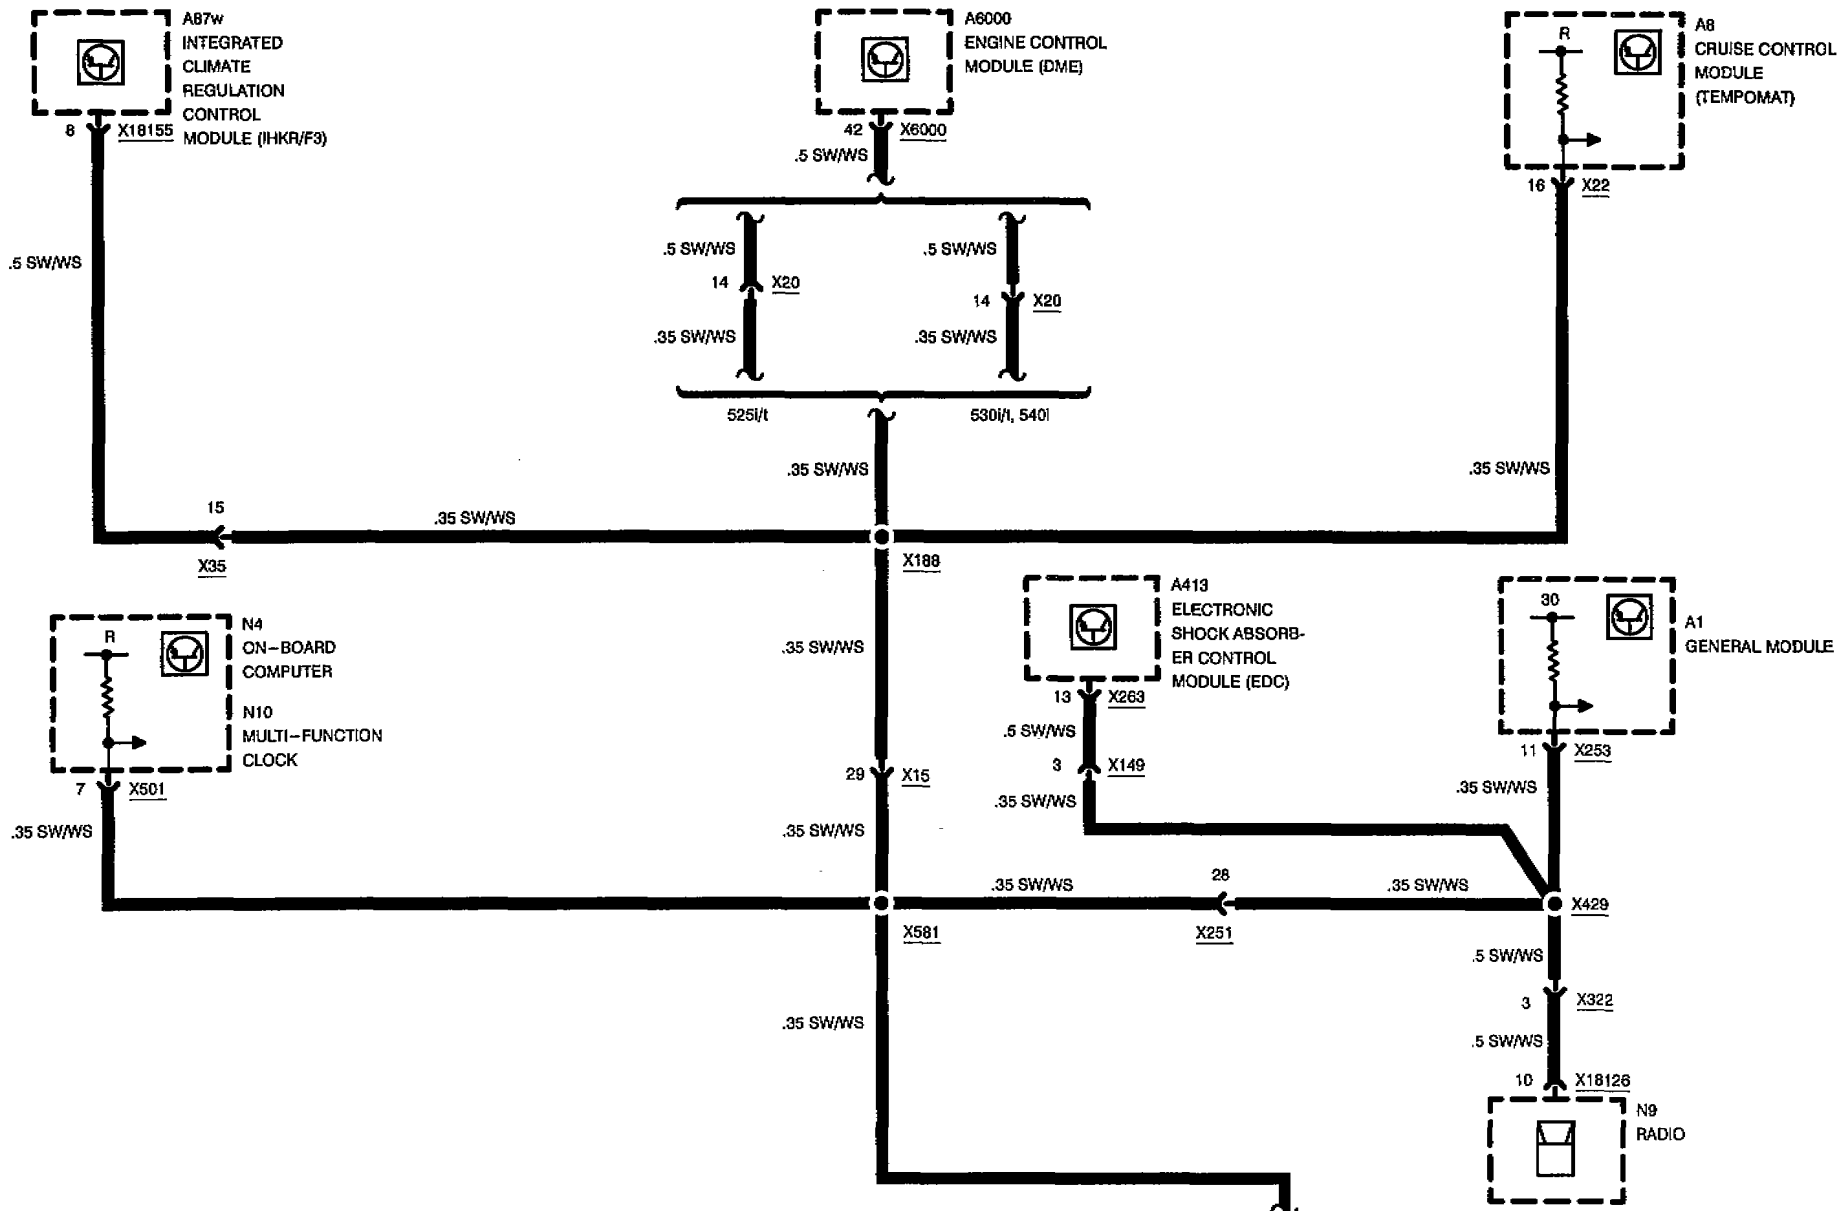 A87w
INTEGRATED
CLIMATE
REGULATION
CONTROL
MODULE (IHKR/F3)
8
X18155
.5 SW/WS
A6000
ENGINE CONTROL
MODULE (DME)
42
X6000
.5 SW/WS
R
A8
CRUISE CONTROL
MODULE
(TEMPOMAT)
16
X22
.5 SW/WS
14
X20
.35 SW/WS
.5 SW/WS
14
X20
.35 SW/WS
525i/t
530i/t, 540i
.35 SW/WS
.35 SW/WS
15
.35 SW/WS
X35
X188
R
N4
ON-BOARD
COMPUTER
N10
MULTI-FUNCTION
CLOCK
7
X501
.35 SW/WS
.35 SW/WS
29
X15
.35 SW/WS
A413
ELECTRONIC
SHOCK ABSORB-
ER CONTROL
MODULE (EDC)
13
X263
.5 SW/WS
3
X149
.35 SW/WS
30
A1
GENERAL MODULE
11
X253
.35 SW/WS
.35 SW/WS
28
.35 SW/WS
X429
X581
X251
.5 SW/WS
3
X322
.35 SW/WS
.5 SW/WS
10
X18126
N9
RADIO